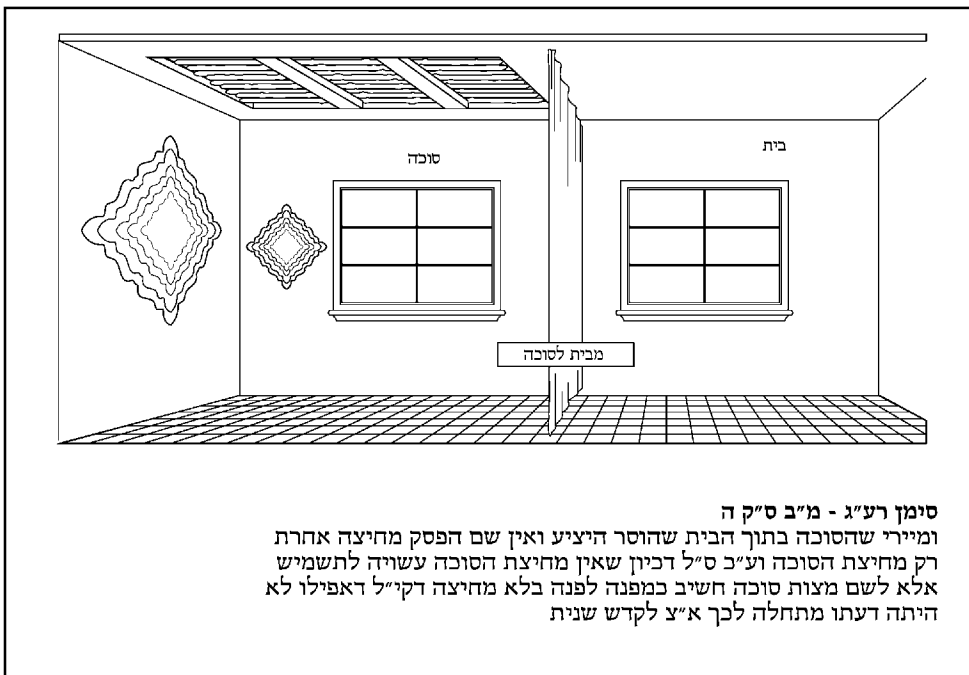 בית
סוכה
מבית לסוכה
סימן רע״ג - מ״ב ס״ק ה
ומיירי שהסוכה בתוך הבית שהוסר היציע ואין שם הפסק מחיצה אחרת
רק מחיצת הסוכה וע״כ ס״ל דכיון שאין מחיצת הסוכה עשויה לתשמיש
אלא לשם מצות סוכה חשיב כמפנה לפנה בלא מחיצה דקי״ל דאפילו לא
היתה דעתו מתחלה לכך א״צ לקדש שנית